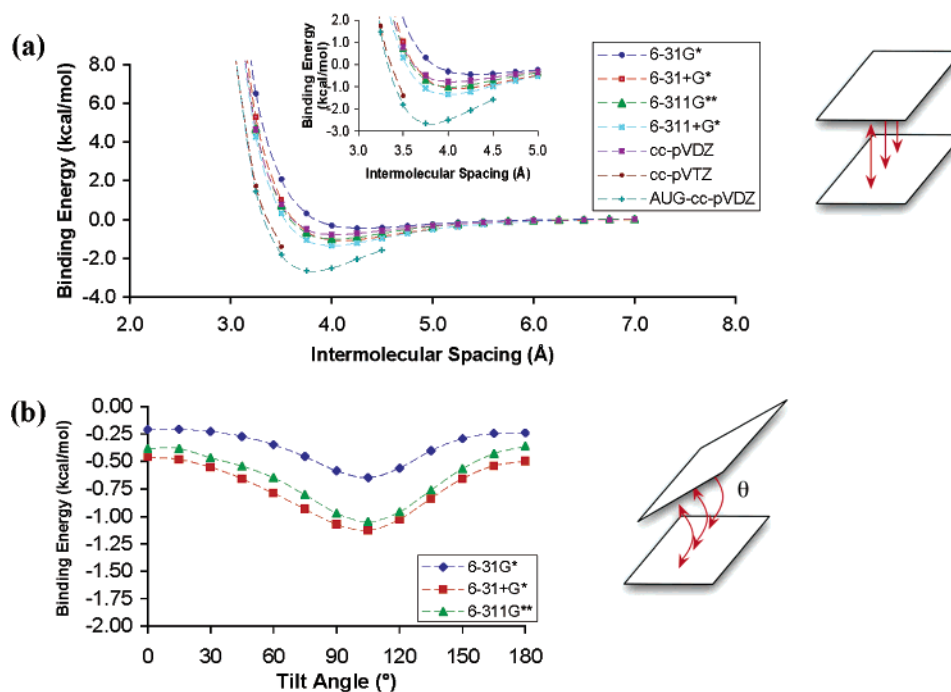 (a)
Binding Energy (kcal/mol)
8.0
6.0
4.0
2.0
0.0
-2.0
-4.0
2.0
3.0
4.0
5.0
6.0
7.0
8.0
Intermolecular Spacing (Å)
Binding Energy
(kcal/mol)
2.0
1.0
0.0
-1.0
-2.0
-3.0
3.0
3.5
4.0
4.5
5.0
Intermolecular Spacing (Å)
6-31G*
6-31+G*
6-311G**
6-311+G*
cc-pVDZ
cc-pVTZ
AUG-cc-pVDZ
(b)
Binding Energy (kcal/mol)
0.00
-0.25
-0.50
-0.75
-1.00
-1.25
-1.50
-1.75
-2.00
0
30
60
90
120
150
180
Tilt Angle (°)
6-31G*
6-31+G*
6-311G**
θ